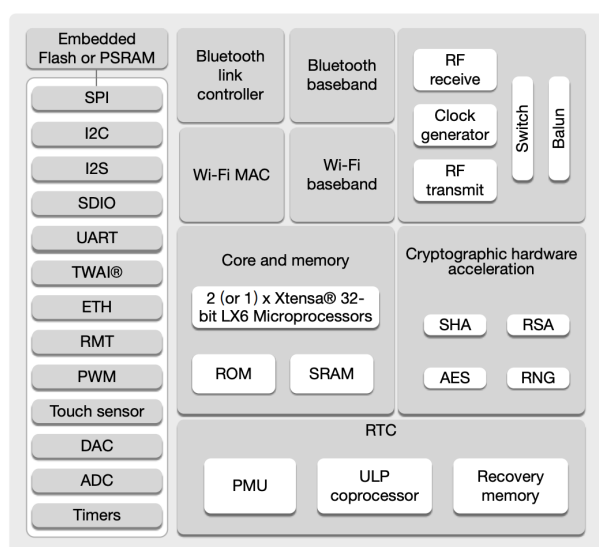 Embedded
Flash or PSRAM
SPI
I2C
I2S
SDIO
UART
TWAI®
ETH
RMT
PWM
Touch sensor
DAC
ADC
Timers
Bluetooth
link
controller
Bluetooth
baseband
Wi-Fi MAC
Wi-Fi
baseband
RF
receive
Clock
generator
RF
transmit
Switch
Balun
Core and memory
2 (or 1) x Xtensa® 32-
bit LX6 Microprocessors
ROM
SRAM
Cryptographic hardware
acceleration
SHA
RSA
AES
RNG
RTC
PMU
ULP
coprocessor
Recovery
memory